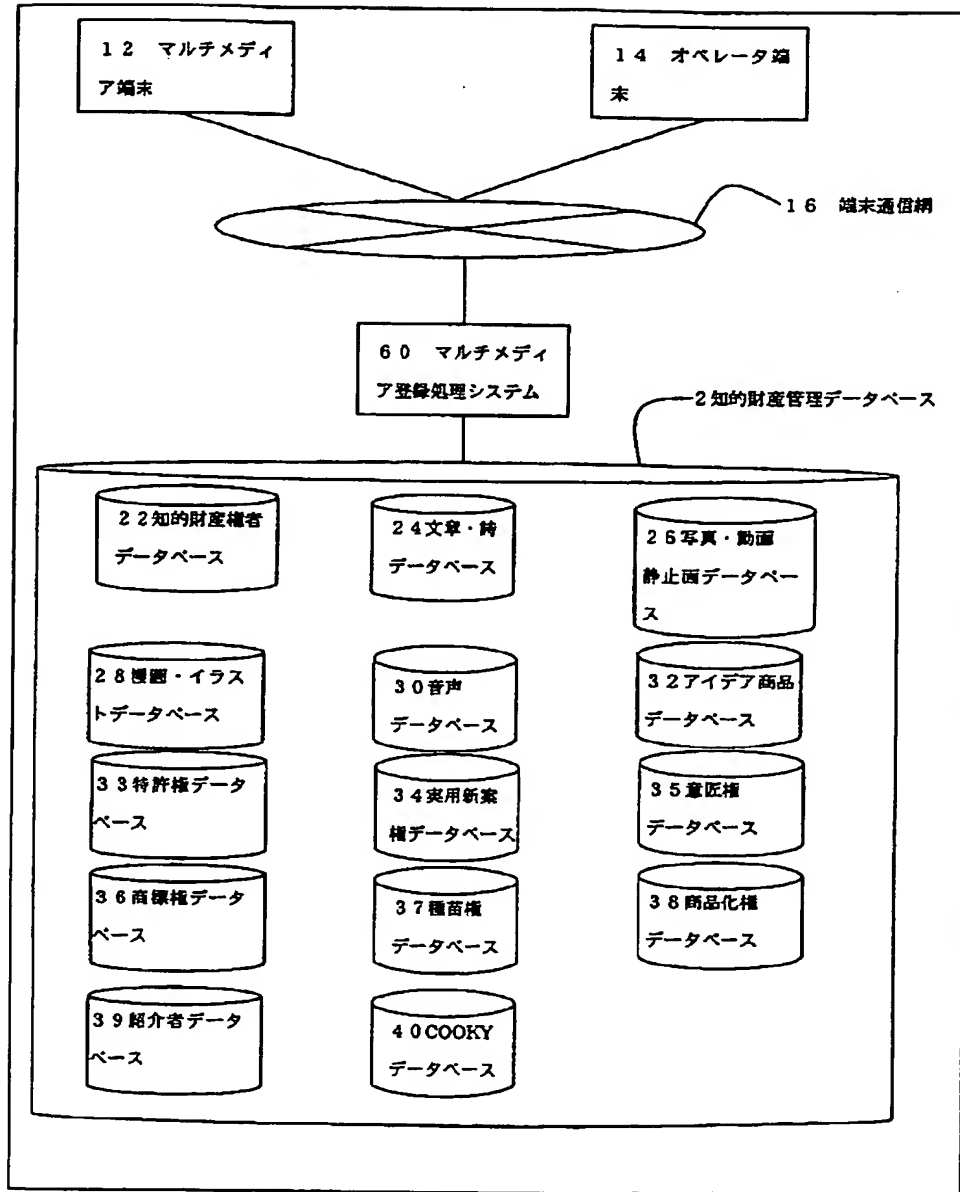 12 マルチメディ
ア端末
14 オペレータ端
末
16 端末通信網
60 マルチメディ
ア登録処理システム
2知的財産管理データベース
22知的財産権者
データベース
24文章・詩
データベース
26写真・動画
静止画データベー
ス
28漫画・イラス
トデータベース
30音声
データベース
32アイデア商品
データベース
33特許権データ
ベース
34実用新案
権データベース
35意匠権
データベース
36商標権データ
ベース
37種苗権
データベース
38商品化権
データベース
39紹介者データ
ベース
40COOKY
データベース